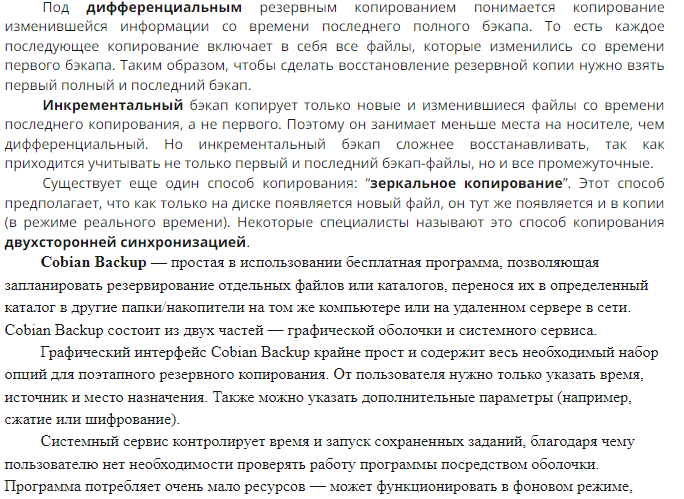 Под дифференциальным резервным копированием понимается копирование
изменившейся информации со времени последнего полного бэкапа. То есть каждое
последующее копирование включает в себя все файлы, которые изменились со времени
первого бэкапа. Таким образом, чтобы сделать восстановление резервной копии нужно взять
первый полный и последний бэкап.
Инкрементальный бэкап копирует только новые и изменившиеся файлы со времени
последнего копирования, а не первого. Поэтому он занимает меньше места на носителе, чем
дифференциальный. Но инкрементальный бэкап сложнее восстанавливать, так как
приходится учитывать не только первый и последний бэкап-файлы, но и все промежуточные.
Существует еще один способ копирования: “зеркальное копирование”. Этот способ
предполагает, что как только на диске появляется новый файл, он тут же появляется и в копии
(в режиме реального времени). Некоторые специалисты называют это способ копирования
двухсторонней синхронизацией.
Cobian Backup — простая в использовании бесплатная программа, позволяющая
запланировать резервирование отдельных файлов или каталогов, перенося их в определенный
каталог в другие папки/накопители на том же компьютере или на удаленном сервере в сети.
Cobian Backup состоит из двух частей — графической оболочки и системного сервиса.
Графический интерфейс Cobian Backup крайне прост и содержит весь необходимый набор
опций для поэтапного резервного копирования. От пользователя нужно только указать время,
источник и место назначения. Также можно указать дополнительные параметры (например,
сжатие или шифрование).
Системный сервис контролирует время и запуск сохраненных заданий, благодаря чему
пользователю нет необходимости проверять работу программы посредством оболочки.
Программа потребляет очень мало ресурсов — может функционировать в фоновом режиме,